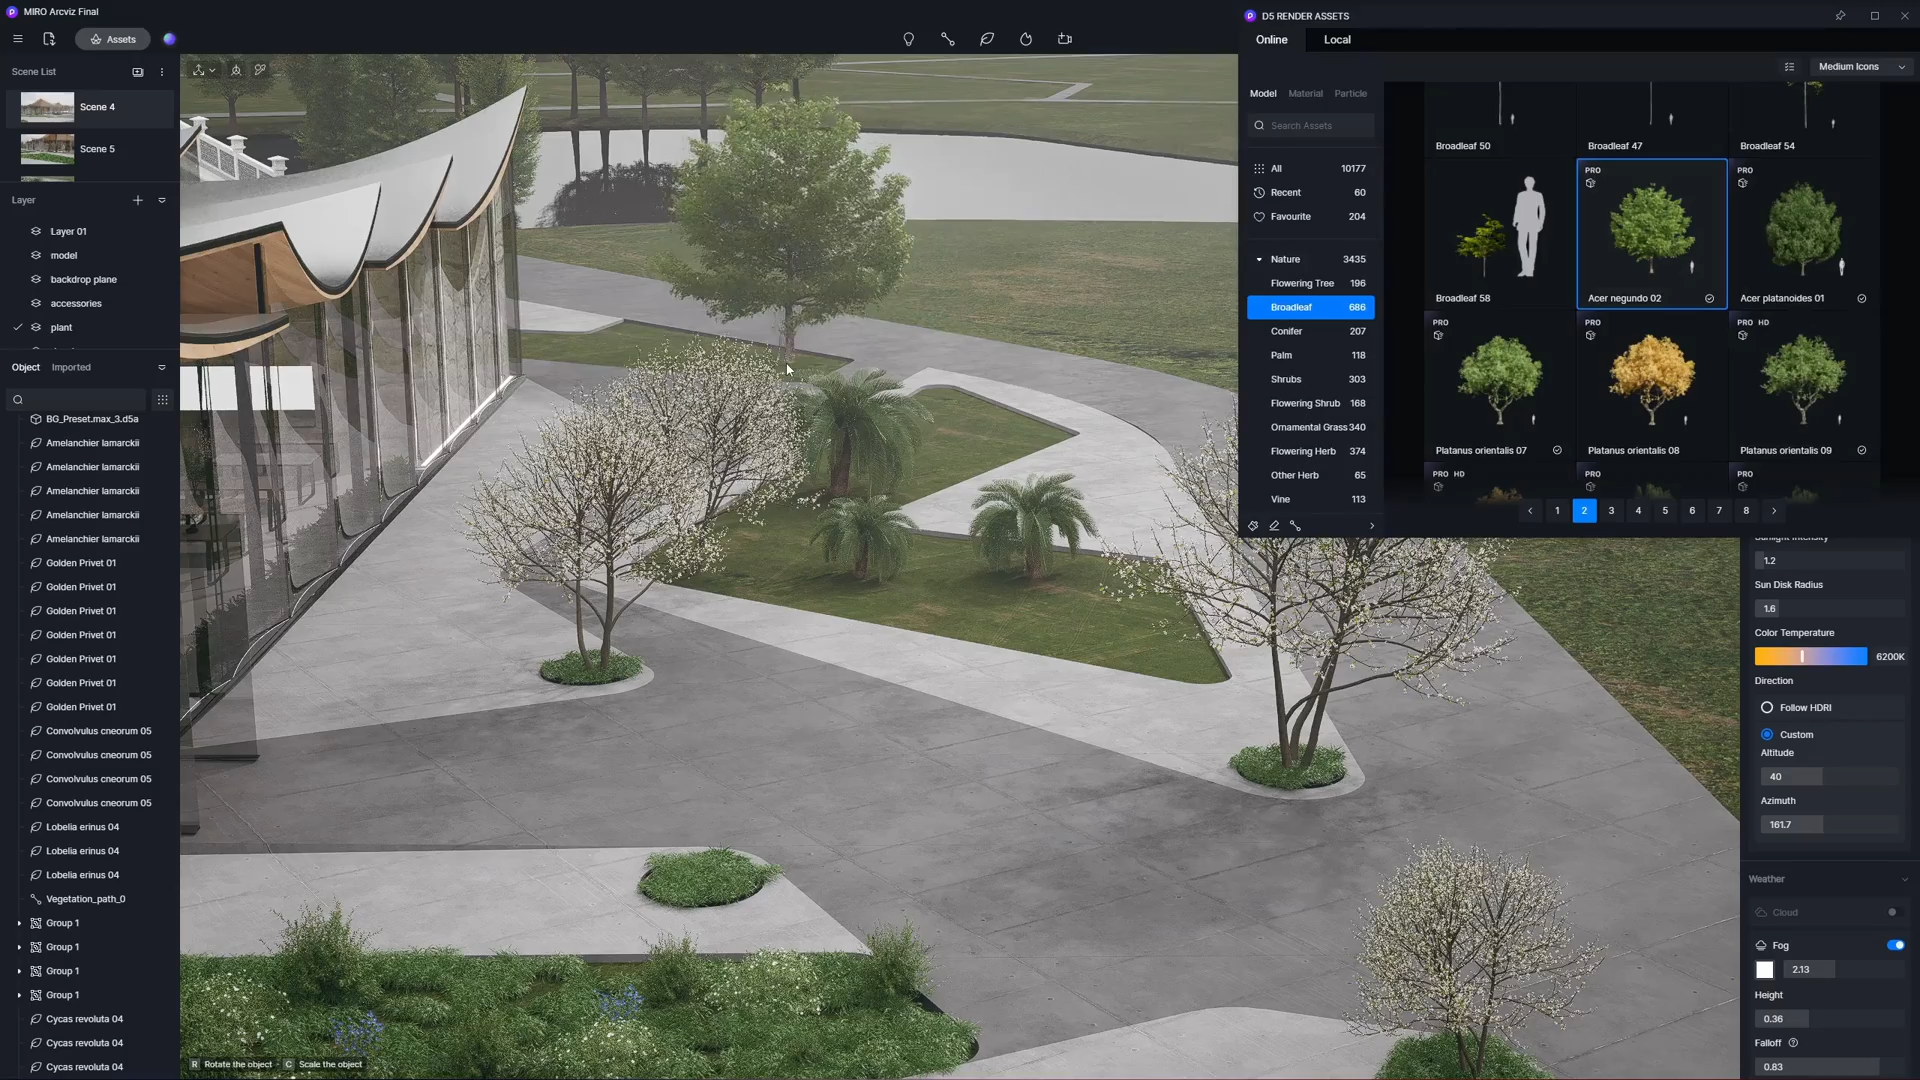 MIRO Arcviz Final
Assets
Scene List
Scene 4
Scene 5
Layer
Layer 01
model
backdrop plane
accessories
plant
Object
Imported
BG_Preset.max_3.d5a
Amelanchier lamarckii
Amelanchier lamarckii
Amelanchier lamarckii
Amelanchier lamarckii
Amelanchier lamarckii
Golden Privet 01
Golden Privet 01
Golden Privet 01
Golden Privet 01
Golden Privet 01
Golden Privet 01
Golden Privet 01
Convolvulus cneorum 05
Convolvulus cneorum 05
Convolvulus cneorum 05
Convolvulus cneorum 05
Lobelia erinus 04
Lobelia erinus 04
Lobelia erinus 04
Vegetation_path_0
Group 1
Group 1
Group 1
Group 1
Cycas revoluta 04
Cycas revoluta 04
Cycas revoluta 04
R Rotate the object - C Scale the object
D5 RENDER ASSETS
Online
Local
Medium Icons
Model
Material
Particle
Search Assets
All 10177
Recent 60
Favourite 204
Nature 3435
Flowering Tree 196
Broadleaf 686
Conifer 207
Palm 118
Shrubs 303
Flowering Shrub 168
Ornamental Grass 340
Flowering Herb 374
Other Herb 65
Vine 113
Broadleaf 50
Broadleaf 47
Broadleaf 54
PRO
PRO
Broadleaf 58
Acer negundo 02
Acer platanoides 01
PRO
PRO
PRO HD
Platanus orientalis 07
Platanus orientalis 08
Platanus orientalis 09
PRO HD
PRO
PRO
1 2 3 4 5 6 7 8
Sunlight Intensity
1.2
Sun Disk Radius
1.6
Color Temperature
6200K
Direction
Follow HDRI
Custom
Altitude
40
Azimuth
161.7
Weather
Cloud
Fog
2.13
Height
0.36
Falloff
0.83